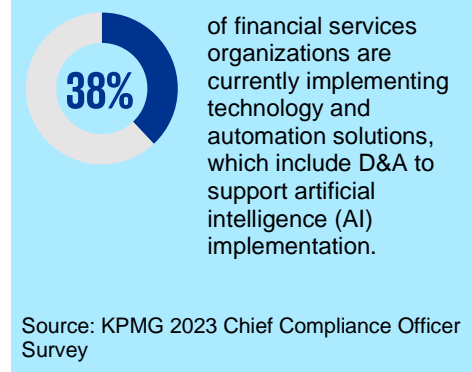 38%
of financial services
organizations are
currently implementing
technology and
automation solutions,
which include D&A to
support artificial
intelligence (AI)
implementation.
Source: KPMG 2023 Chief Compliance Officer
Survey